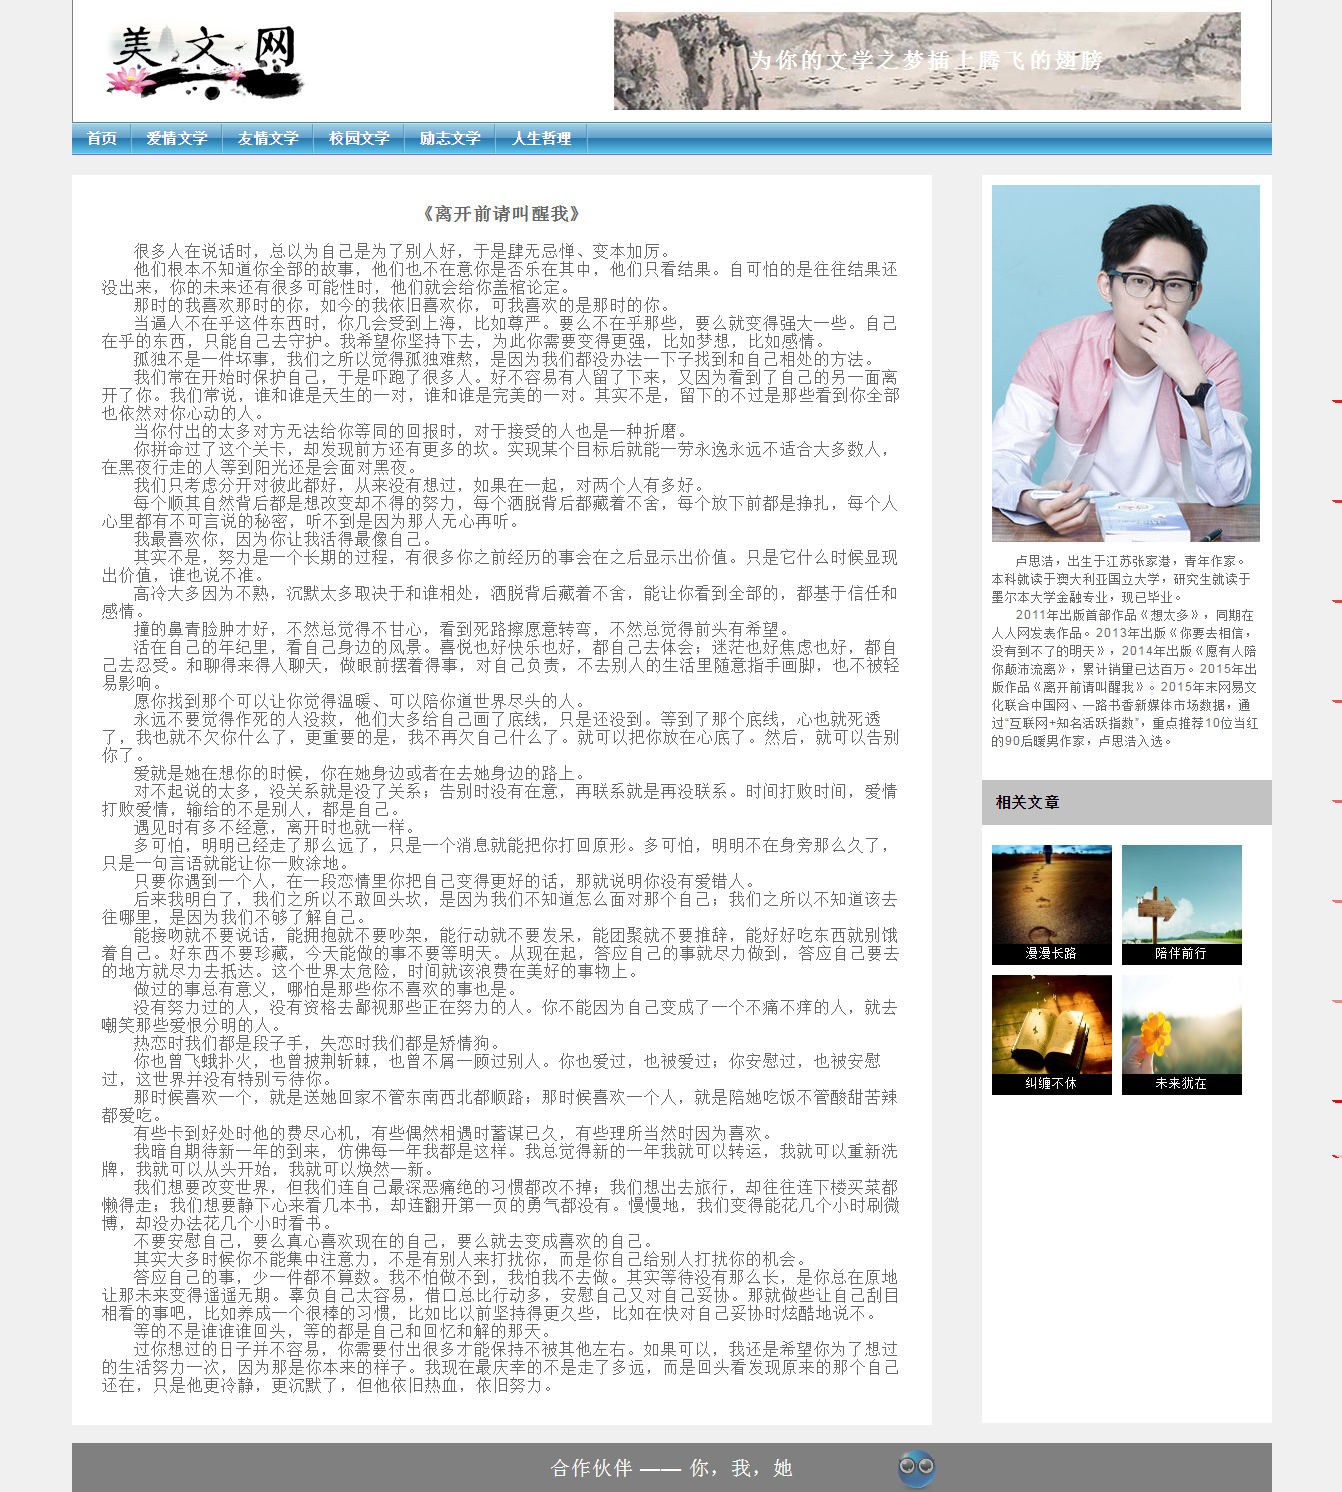 美文网
为你的文学之梦插上腾飞的翅膀
首页 爱情文学 友情文学 校园文学 励志文学 人生哲理
《离开前请叫醒我》
很多人在说话时，总以为自己是为了别人好，于是肆无忌惮、变本加厉。
他们根本不知道你全部的故事，他们也不在意你是否乐在其中，他们只看结果。自可怕的是往往结果还
没出来，你的未来还有很多可能性时，他们就会给你盖棺论定。
那时的我喜欢那时的你，如今的我依旧喜欢你，可我喜欢的是那时的你。
当逼人不在乎这件东西时，你几会受到上海，比如尊严。要么不在乎那些，要么就变得强大一些。自己
在乎的东西，只能自己去守护。我希望你坚持下去，为此你需要变得更强，比如梦想，比如感情。
孤独不是一件坏事，我们之所以觉得孤独难熬，是因为我们都没办法一下子找到和自己相处的方法。
我们常在开始时保护自己，于是吓跑了很多人。好不容易有人留了下来，又因为看到了自己的另一面离
开了你。我们常说，谁和谁是天生的一对，谁和谁是完美的一对。其实不是，留下的不过是那些看到你全部
也依然对你心动的人。
当你付出的太多对方无法给你等同的回报时，对于接受的人也是一种折磨。
你拼命过了这个关卡，却发现前方还有更多的坎。实现某个目标后就能一劳永逸永远不适合大多数人，
在黑夜行走的人等到阳光还是会面对黑夜。
我们只考虑分开对彼此都好，从来没有想过，如果在一起，对两个人有多好。
每个顺其自然背后都是想改变却不得的努力，每个洒脱背后都藏着不舍，每个放下前都是挣扎，每个人
心里都有不可言说的秘密，听不到是因为那人无心再听。
我最喜欢你，因为你让我活得最像自己。
其实不是，努力是一个长期的过程，有很多你之前经历的事会在之后显示出价值。只是它什么时候显现
出价值，谁也说不准。
高冷大多因为不熟，沉默太多取决于和谁相处，洒脱背后藏着不舍，能让你看到全部的，都基于信任和
感情。
撞的鼻青脸肿才好，不然总觉得不甘心，看到死路擦愿意转弯，不然总觉得前头有希望。
活在自己的年纪里，看自己身边的风景。喜悦也好快乐也好，都自己去体会；迷茫也好焦虑也好，都自
己去忍受。和聊得来得人聊天，做眼前摆着得事，对自己负责，不去别人的生活里随意指手画脚，也不被轻
易影响。
愿你找到那个可以让你觉得温暖、可以陪你道世界尽头的人。
永远不要觉得作死的人没救，他们大多给自己画了底线，只是还没到。等到了那个底线，心也就死透
了，我也就不欠你什么了，更重要的是，我不再欠自己什么了。就可以把你放在心底了。然后，就可以告别
你了。
爱就是她在想你的时候，你在她身边或者在去她身边的路上。
对不起说的太多，没关系就是没了关系；告别时没有在意，再联系就是再没联系。时间打败时间，爱情
打败爱情，输给的不是别人，都是自己。
遇见时有多不经意，离开时也就一样。
多可怕，明明已经走了那么远了，只是一个消息就能把你打回原形。多可怕，明明不在身旁那么久了，
只是一句言语就能让你一败涂地。
只要你遇到一个人，在一段恋情里你把自己变得更好的话，那就说明你没有爱错人。
后来我明白了，我们之所以不敢回头坎，是因为我们不知道怎么面对那个自己；我们之所以不知道该去
往哪里，是因为我们不够了解自己。
能接吻就不要说话，能拥抱就不要吵架，能行动就不要发呆，能团聚就不要推辞，能好好吃东西就别饿
着自己。好东西不要珍藏，今天能做的事不要等明天。从现在起，答应自己的事就尽力做到，答应自己要去
的地方就尽力去抵达。这个世界太危险，时间就该浪费在美好的事物上。
做过的事总有意义，哪怕是那些你不喜欢的事也是。
没有努力过的人，没有资格去鄙视那些正在努力的人。你不能因为自己变成了一个不痛不痒的人，就去
嘲笑那些爱恨分明的人。
热恋时我们都是段子手，失恋时我们都是矫情狗。
你也曾飞蛾扑火，也曾披荆斩棘，也曾不屑一顾过别人。你也爱过，也被爱过；你安慰过，也被安慰
过，这世界并没有特别亏待你。
那时候喜欢一个，就是送她回家不管东南西北都顺路；那时候喜欢一个人，就是陪她吃饭不管酸甜苦辣
都爱吃。
有些卡到好处时他的费尽心机，有些偶然相遇时蓄谋已久，有些理所当然时因为喜欢。
我暗自期待新一年的到来，仿佛每一年我都是这样。我总觉得新的一年我就可以转运，我就可以重新洗
牌，我就可以从头开始，我就可以焕然一新。
我们想要改变世界，但我们连自己最深恶痛绝的习惯都改不掉；我们想出去旅行，却往往连下楼买菜都
懒得走；我们想要静下心来看几本书，却连翻开第一页的勇气都没有。慢慢地，我们变得能花几个小时刷微
博，却没办法花几个小时看书。
不要安慰自己，要么真心喜欢现在的自己，要么就去变成喜欢的自己。
其实大多时候你不能集中注意力，不是有别人来打扰你，而是你自己给别人打扰你的机会。
答应自己的事，少一件都不算数。我不怕做不到，我怕我不去做。其实等待没有那么长，是你总在原地
让那未来变得遥遥无期。辜负自己太容易，借口总比行动多，安慰自己又对自己妥协。那就做些让自己刮目
相看的事吧，比如养成一个很棒的习惯，比如比以前坚持得更久些，比如在快对自己妥协时炫酷地说不。
等的不是谁谁谁回头，等的都是自己和回忆和解的那天。
过你想过的日子并不容易，你需要付出很多才能保持不被其他左右。如果可以，我还是希望你为了想过
的生活努力一次，因为那是你本来的样子。我现在最庆幸的不是走了多远，而是回头看发现原来的那个自己
还在，只是他更冷静，更沉默了，但他依旧热血，依旧努力。
卢思浩，出生于江苏张家港，青年作家。
本科就读于澳大利亚国立大学，研究生就读于
墨尔本大学金融专业，现已毕业。
2011年出版首部作品《想太多》，同期在
人人网发表作品。2013年出版《你要去相信，
没有到不了的明天》，2014年出版《愿有人陪
你颠沛流离》，累计销量已达百万。2015年出
版作品《离开前请叫醒我》。2015年末网易文
化联合中国网、一路书香新媒体市场数据，通
过“互联网+知名活跃指数”，重点推荐10位当红
的90后暖男作家，卢思浩入选。
相关文章
漫漫长路 陪伴前行
纠缠不休 未来犹在
合作伙伴 —— 你，我，她